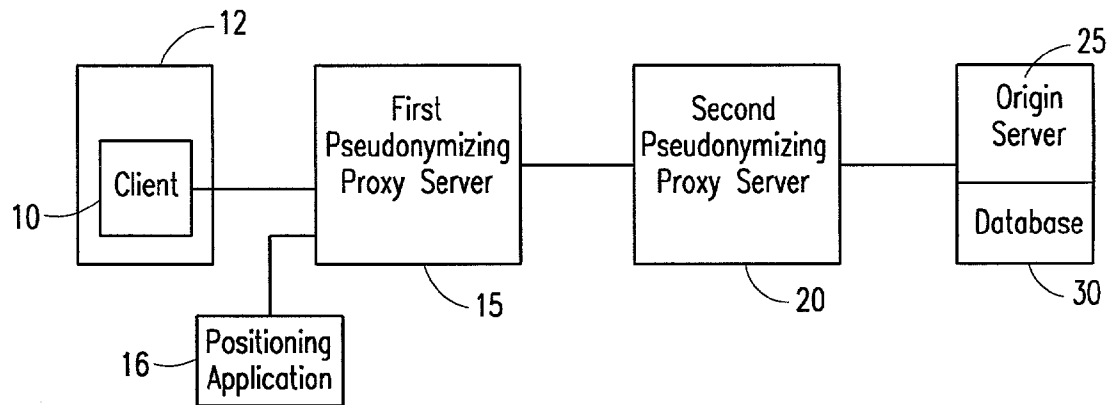 12
Client
10
First
Pseudonymizing
Proxy Server
15
Positioning
Application
16
Second
Pseudonymizing
Proxy Server
20
25
Origin
Server
Database
30